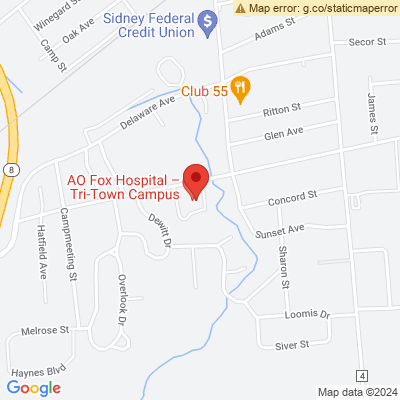 Map error: g.co/staticmaperror
Winegard St
Oak Ave
Camp St
Sidney Federal
Credit Union
Adams St
Secor St
Club 55
Delaware Ave
Ritton St
Glen Ave
James St
8
AO Fox Hospital –
Tri-Town Campus
Concord St
Sunset Ave
Hatfield Ave
Campmeeting St
Dewitt Dr
Overlook Dr
Sharon St
Melrose St
Loomis Dr
Siver St
Haynes Blvd
4
Google
Map data ©2024